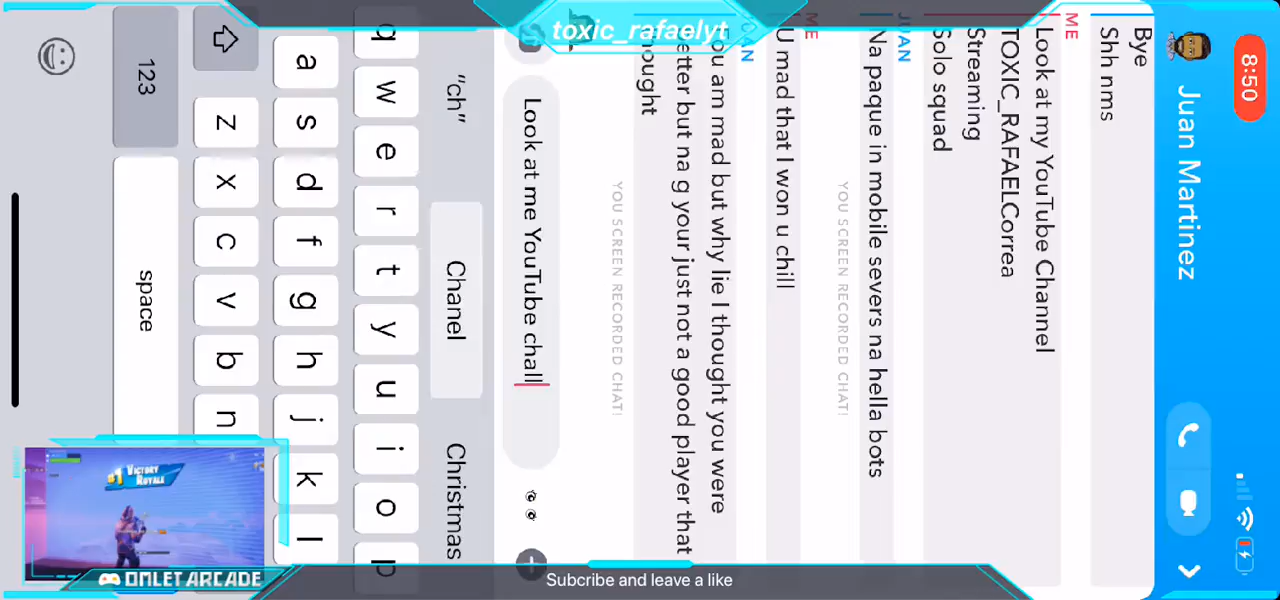 toxic_rafaelyt
8:50
Juan Martinez
Bye
Shh nms
ME
Look at my YouTube Channel
TOXIC_RAFAELCorrea
Streaming
Solo squad
JUAN
Na paque in mobile severs na hella bots
YOU SCREEN RECORDED CHAT!
ME
U mad that I won u chill
You am mad but why lie I thought you were
etter but na g your just not a good player that
hought
YOU SCREEN RECORDED CHAT!
Look at me YouTube chall
"ch" Chanel Christmas
q w e r t y u i o p
a s d f g h j k l
z x c v b n
123 space
#1 VICTORY ROYALE
OMLET ARCADE
Subcribe and leave a like